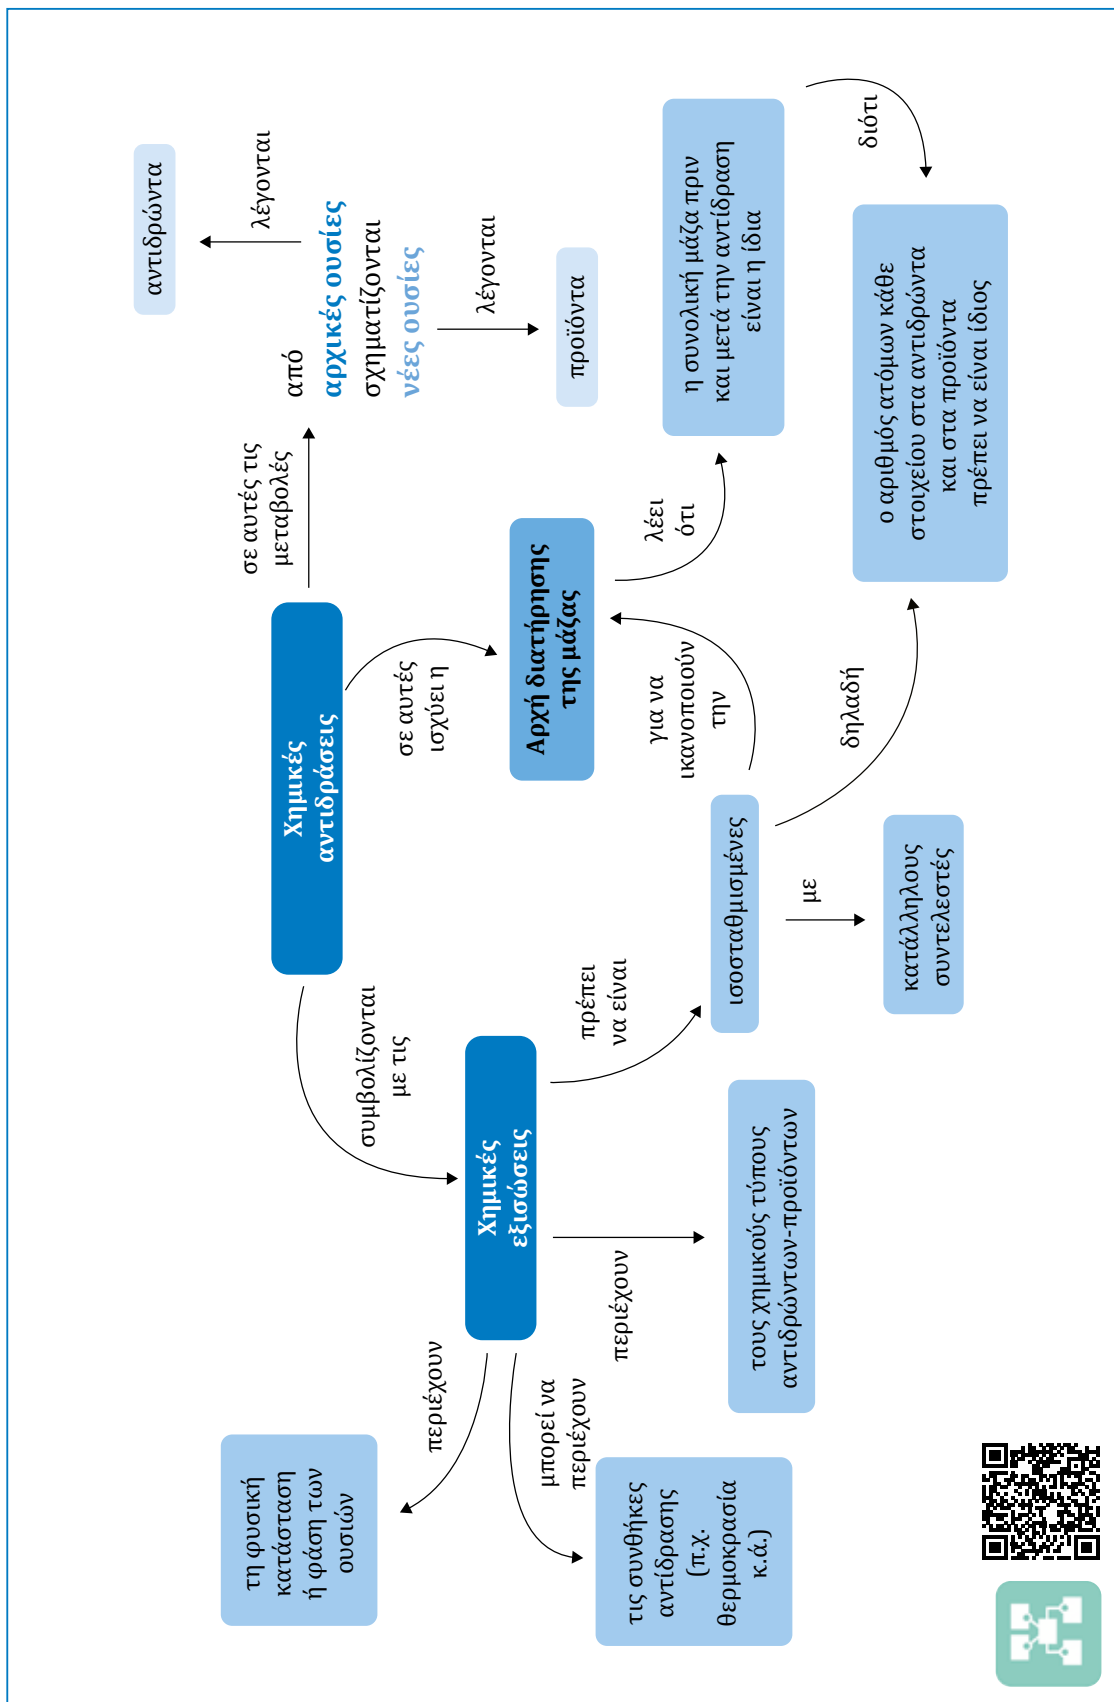 Χημικές
αντιδράσεις
σε αυτές τις
μεταβολές
από
αρχικές ουσίες
σχηματίζονται
νέες ουσίες
λέγονται
αντιδρώντα
λέγονται
προϊόντα
συμβολίζονται
με τις
σε αυτές
ισχύει η
Χημικές
εξισώσεις
Αρχή διατήρησης
της μάζας
περιέχουν
τη φυσική
κατάσταση
ή φάση των
ουσιών
μπορεί να
περιέχουν
τις συνθήκες
αντίδρασης
(π.χ.
θερμοκρασία
κ.ά.)
περιέχουν
τους χημικούς τύπους
αντιδρώντων-προϊόντων
πρέπει
να είναι
ισοσταθμισμένες
για να
ικανοποιούν
την
λέει
ότι
η συνολική μάζα πριν
και μετά την αντίδραση
είναι η ίδια
με
κατάλληλους
συντελεστές
δηλαδή
διότι
ο αριθμός ατόμων κάθε
στοιχείου στα αντιδρώντα
και στα προϊόντα
πρέπει να είναι ίδιος